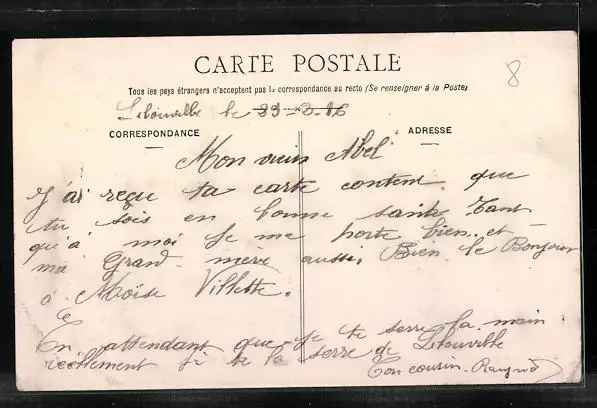 8
CARTE POSTALE
Tous les pays étrangers n'acceptent pas la correspondance au recto (Se renseigner à la Poste)
le 29-3-16
CORRESPONDANCE
ADRESSE
Mon vieux Abel
J'ai reçu ta carte content que
tu sois en bonne santé Tant
qu'à moi je me porte bien et
ma Grand mère aussi, Bien le Bonjour
à Moïse Villette.
En attendant que je te serre la main
réellement je te la serre de
Ton cousin